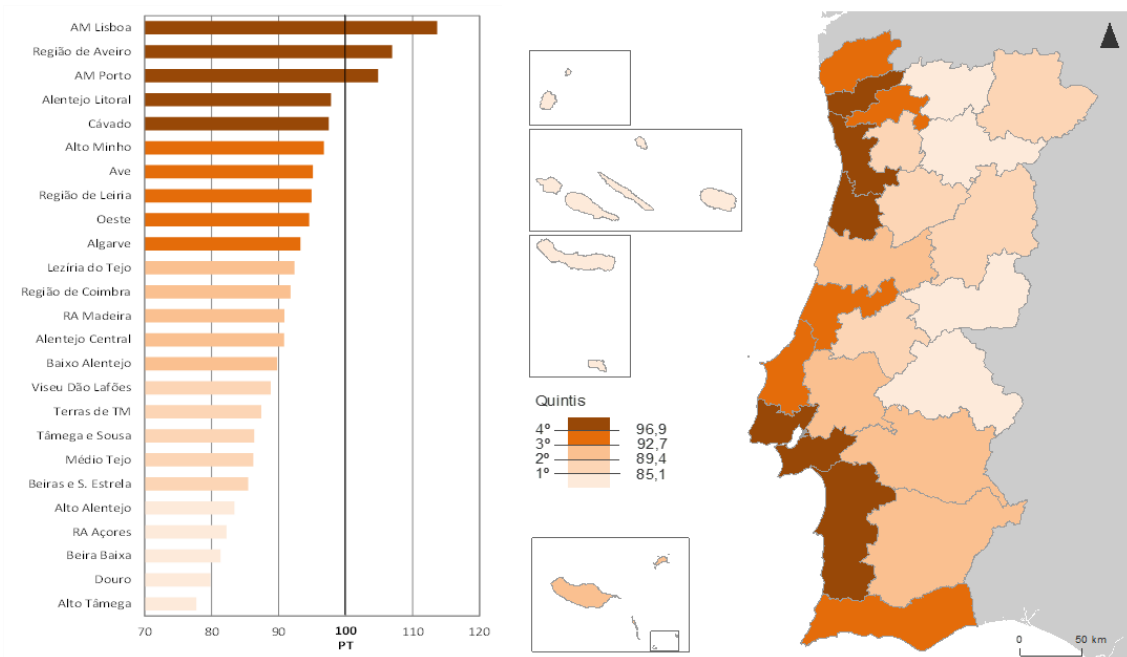 AM Lisboa
Região de Aveiro
AM Porto
Alentejo Litoral
Cávado
Alto Minho
Ave
Região de Leiria
Oeste
Algarve
Lezíria do Tejo
Região de Coimbra
RA Madeira
Alentejo Central
Baixo Alentejo
Viseu Dão Lafões
Terras de TM
Tâmega e Sousa
Médio Tejo
Beiras e S. Estrela
Alto Alentejo
RA Açores
Beira Baixa
Douro
Alto Tâmega
70 80 90 100 110 120
PT
Quintis
4º 96,9
3º 92,7
2º 89,4
1º 85,1
0 50 km